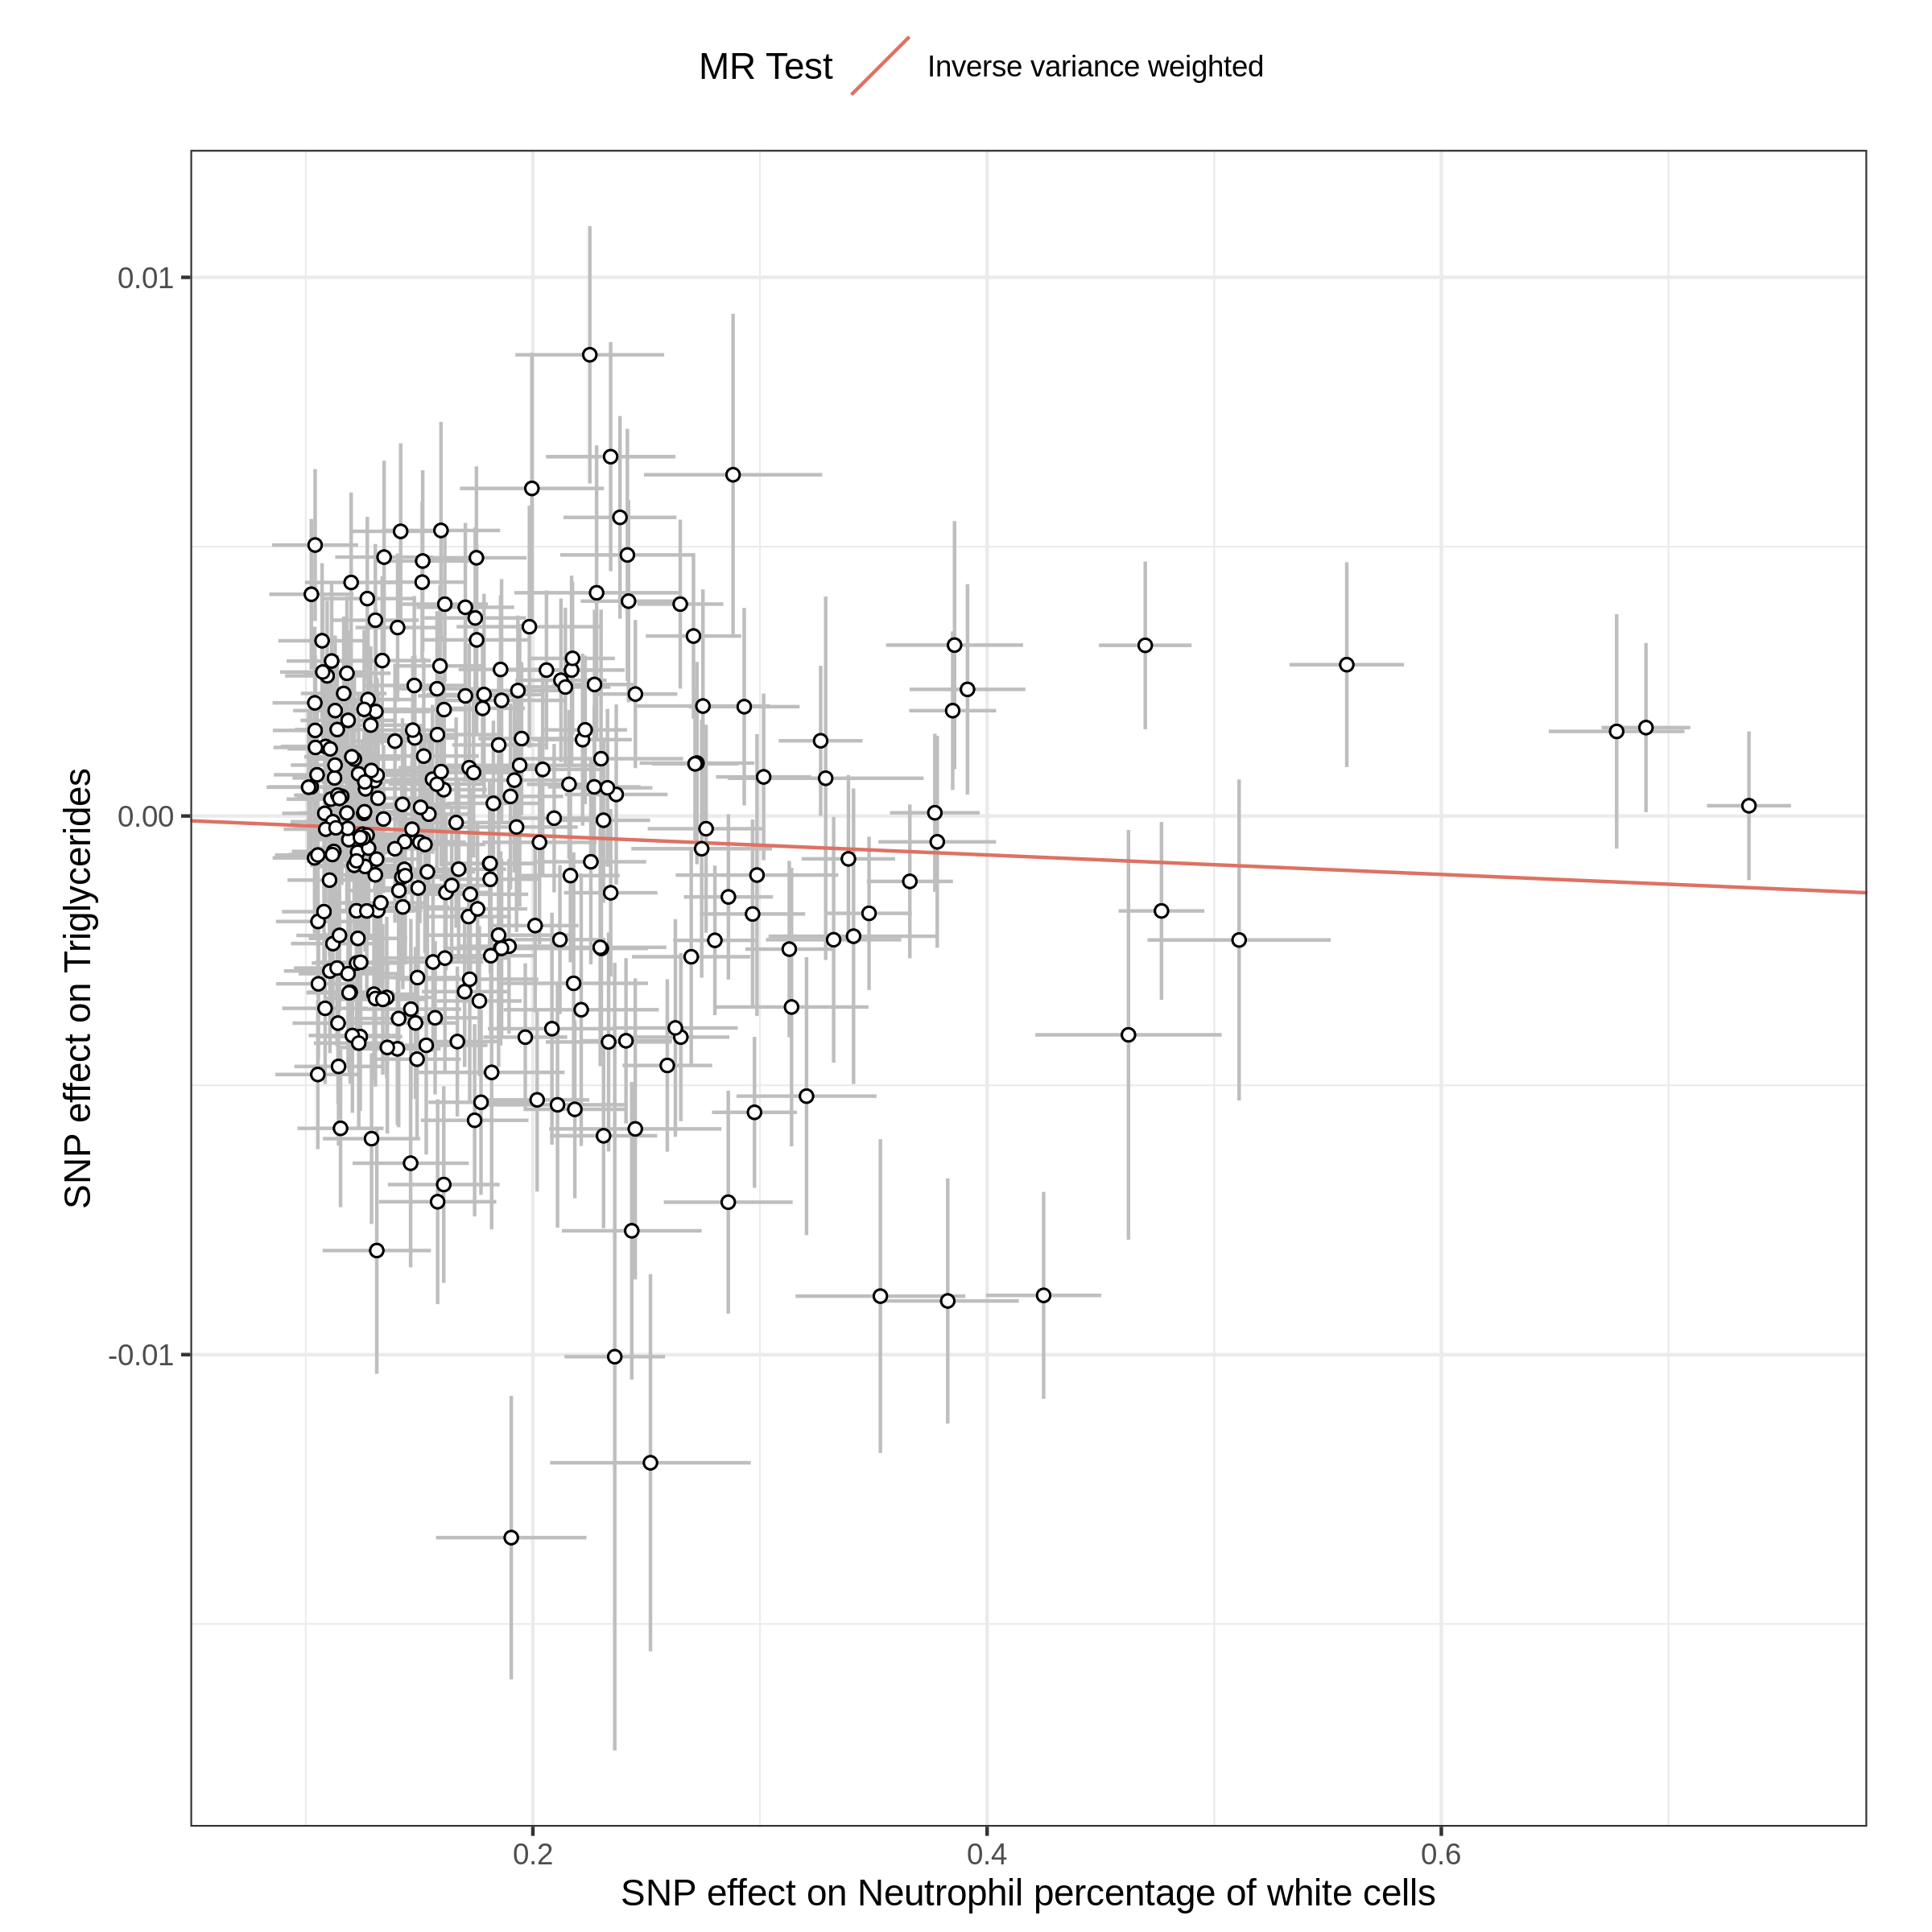 MR Test
Inverse variance weighted
0.01
0.00
-0.01
SNP effect on Triglycerides
0.2
0.4
0.6
SNP effect on Neutrophil percentage of white cells